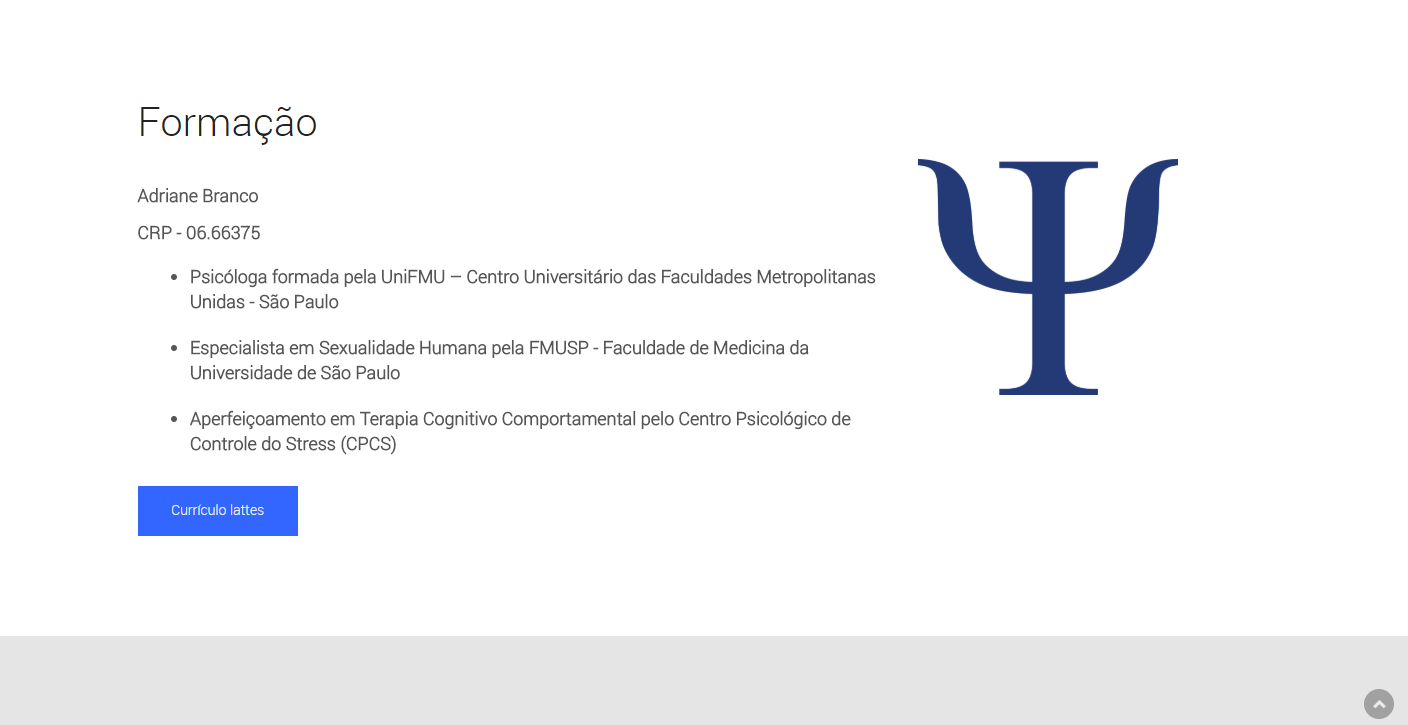 Formação
Adriane Branco
CRP - 06.66375
Psicóloga formada pela UniFMU – Centro Universitário das Faculdades Metropolitanas
Unidas - São Paulo
Especialista em Sexualidade Humana pela FMUSP - Faculdade de Medicina da
Universidade de São Paulo
Aperfeiçoamento em Terapia Cognitivo Comportamental pelo Centro Psicológico de
Controle do Stress (CPCS)
Currículo lattes
Ψ